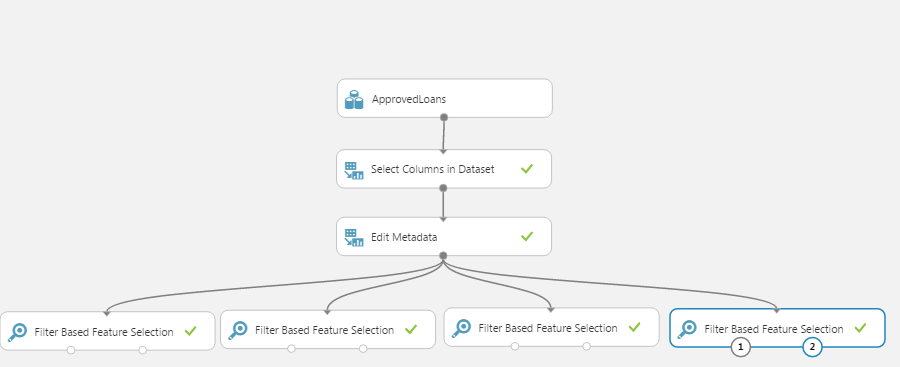 ApprovedLoans
Select Columns in Dataset
Edit Metadata
Filter Based Feature Selection
Filter Based Feature Selection
Filter Based Feature Selection
Filter Based Feature Selection
1 2